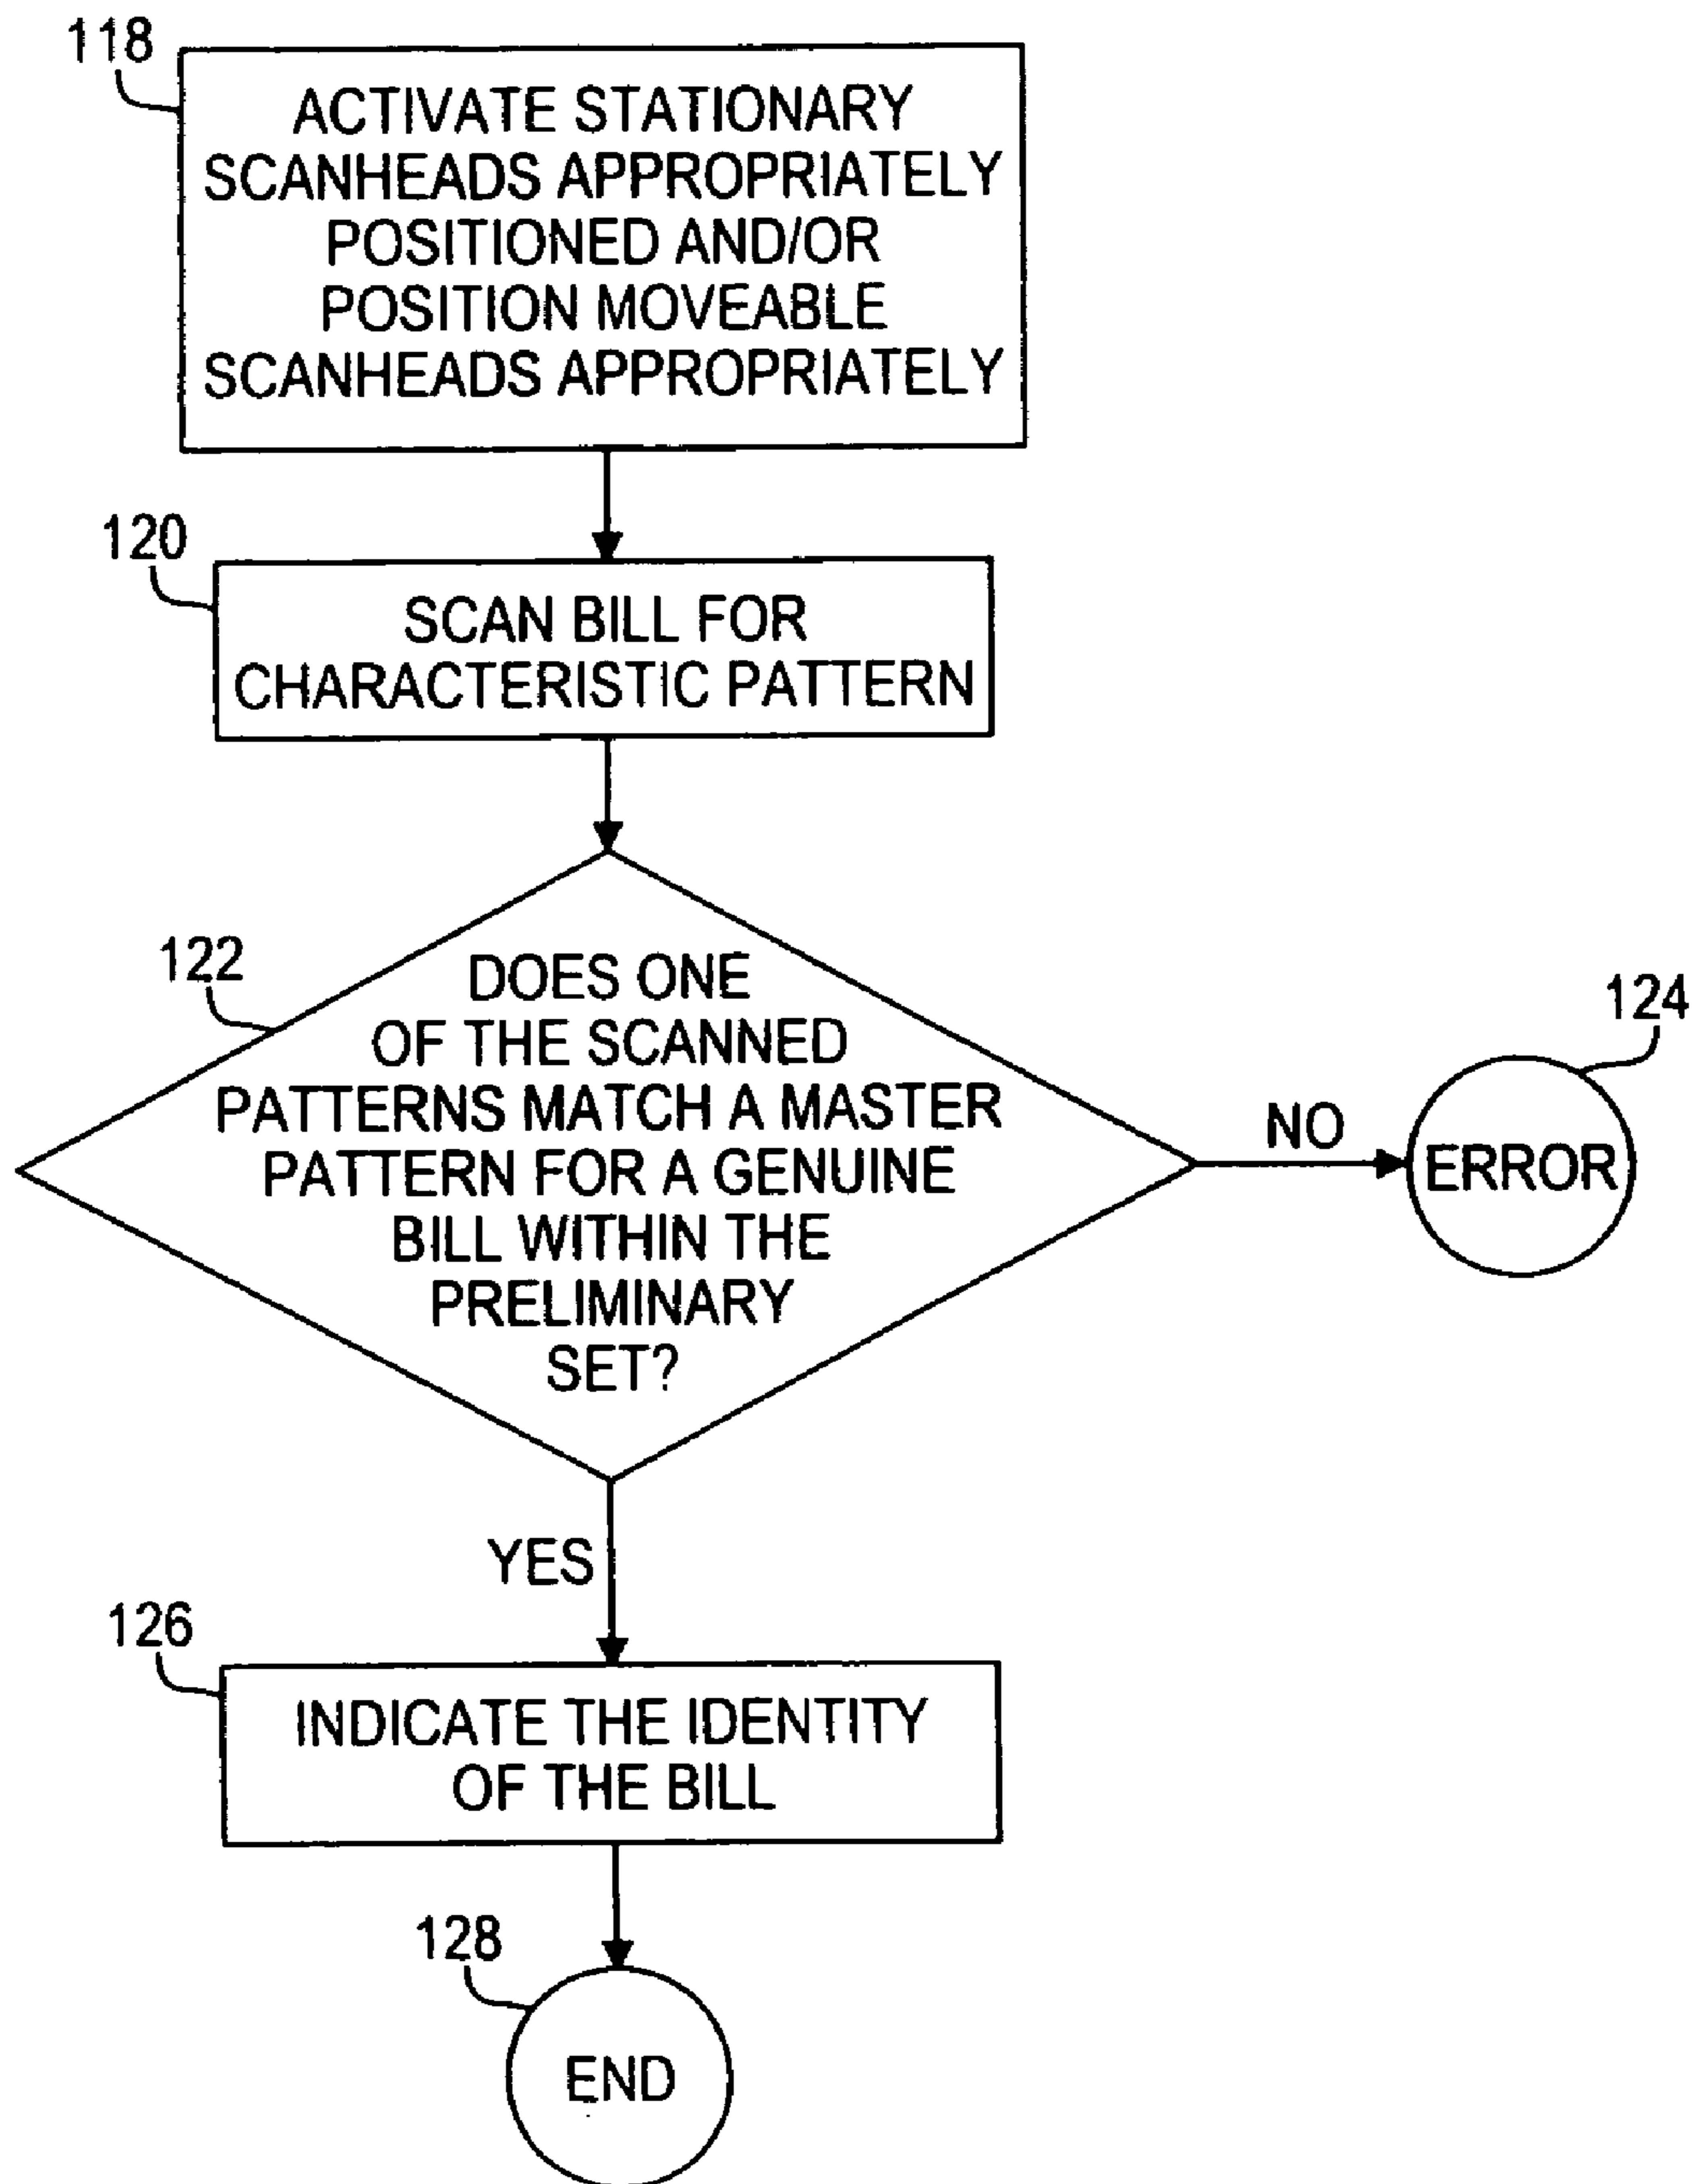 118
ACTIVATE STATIONARY
SCANHEADS APPROPRIATELY
POSITIONED AND/OR
POSITION MOVEABLE
SCANHEADS APPROPRIATELY
120
SCAN BILL FOR
CHARACTERISTIC PATTERN
122
DOES ONE
OF THE SCANNED
PATTERNS MATCH A MASTER
PATTERN FOR A GENUINE
BILL WITHIN THE
PRELIMINARY
SET?
NO
124
ERROR
YES
126
INDICATE THE IDENTITY
OF THE BILL
128
END